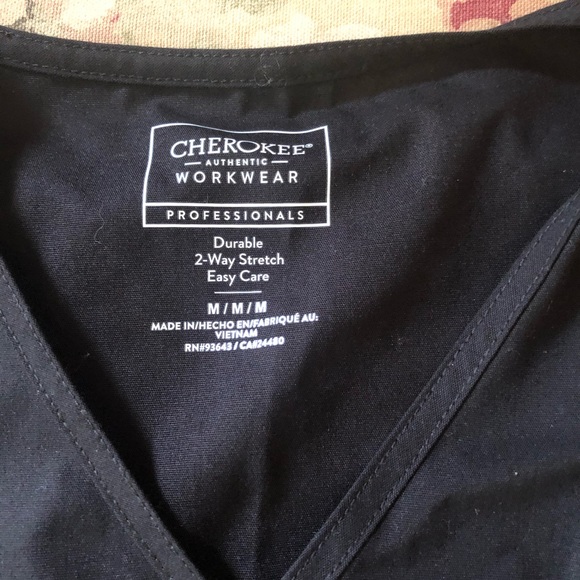 CHEROKEE®
AUTHENTIC
WORKWEAR
PROFESSIONALS
Durable
2-Way Stretch
Easy Care
M / M / M
MADE IN/HECHO EN/FABRIQUÉ AU:
VIETNAM
RN#93643 / CA#24480